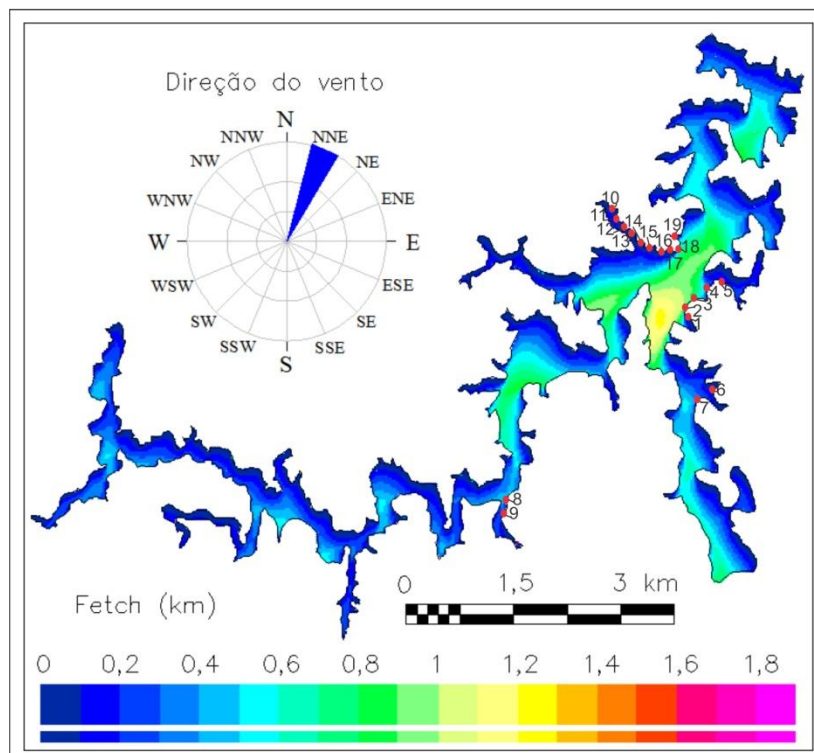 Direção do vento
N
NNW
NNE
NW
NE
WNW
ENE
W
E
WSW
ESE
SW
SE
SSW
SSE
S
10
11
12
14
13
15
16
17
19
18
5
4
3
2
1
6
7
8
9
0 1,5 3 km
Fetch (km)
0 0,2 0,4 0,6 0,8 1 1,2 1,4 1,6 1,8